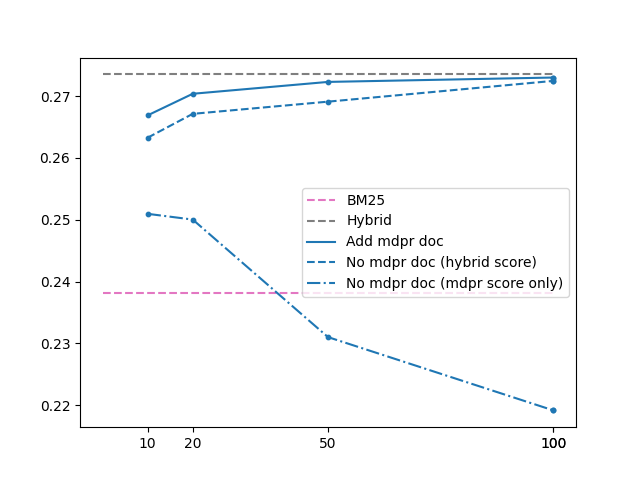 0.27
0.26
0.25
0.24
0.23
0.22
BM25
Hybrid
Add mdpr doc
No mdpr doc (hybrid score)
No mdpr doc (mdpr score only)
10 20 50 100